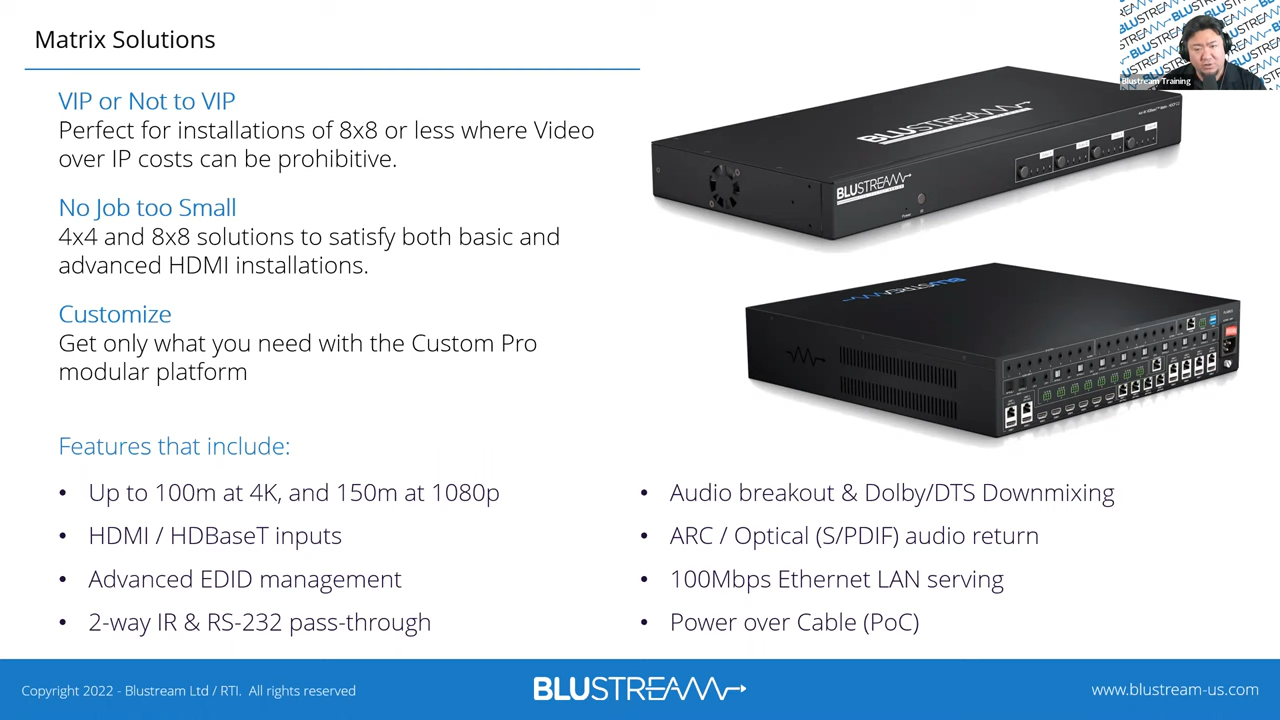 Matrix Solutions
VIP or Not to VIP
Perfect for installations of 8x8 or less where Video
over IP costs can be prohibitive.
No Job too Small
4x4 and 8x8 solutions to satisfy both basic and
advanced HDMI installations.
Customize
Get only what you need with the Custom Pro
modular platform
Features that include:
• Up to 100m at 4K, and 150m at 1080p
• HDMI / HDBaseT inputs
• Advanced EDID management
• 2-way IR & RS-232 pass-through
• Audio breakout & Dolby/DTS Downmixing
• ARC / Optical (S/PDIF) audio return
• 100Mbps Ethernet LAN serving
• Power over Cable (PoC)
BLUSTREAM
BLUSTREAM
Power
BLUSTREAM
BLUSTREAM
Blustream Training
Copyright 2022 - Blustream Ltd / RTI. All rights reserved
BLUSTREAM
www.blustream-us.com